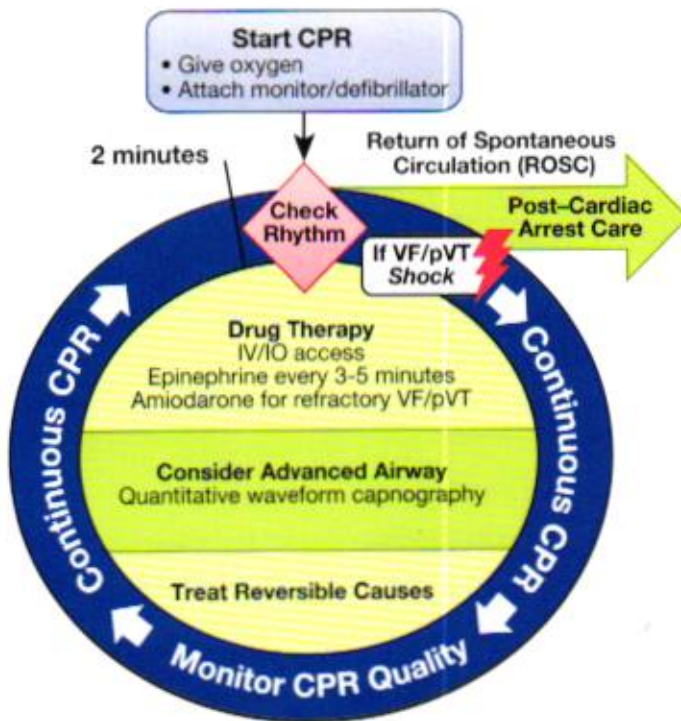 Start CPR
• Give oxygen
• Attach monitor/defibrillator
2 minutes
Return of Spontaneous
Circulation (ROSC)
Check
Rhythm
Post–Cardiac
Arrest Care
If VF/pVT
Shock
Drug Therapy
IV/IO access
Epinephrine every 3-5 minutes
Amiodarone for refractory VF/pVT
Consider Advanced Airway
Quantitative waveform capnography
Treat Reversible Causes
Continuous CPR
Continuous CPR
Monitor CPR Quality